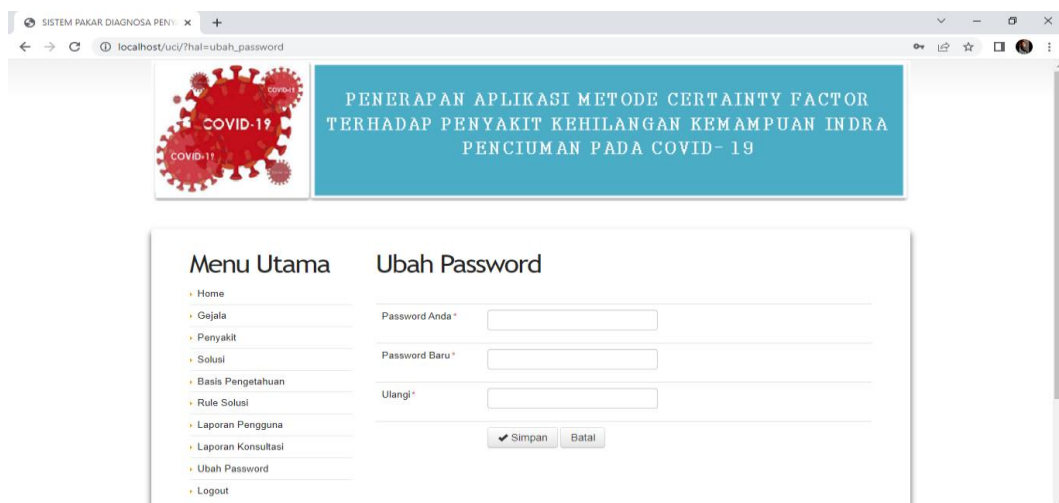 SISTEM PAKAR DIAGNOSA PENY
localhost/uci/?hal=ubah_password
COVID-19
COVID-19
COVID-19
PENERAPAN APLIKASI METODE CERTAINTY FACTOR
TERHADAP PENYAKIT KEHILANGAN KEMAMPUAN INDRA
PENCIUMAN PADA COVID- 19
Menu Utama
Home
Gejala
Penyakit
Solusi
Basis Pengetahuan
Rule Solusi
Laporan Pengguna
Laporan Konsultasi
Ubah Password
Logout
Ubah Password
Password Anda *
Password Baru *
Ulangi *
Simpan Batal